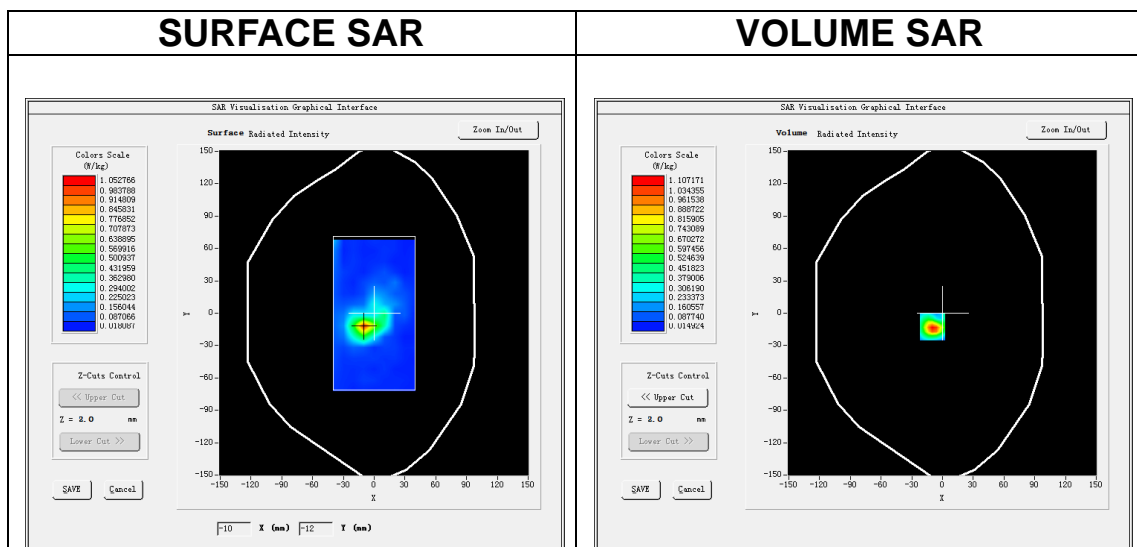 SURFACE SAR
VOLUME SAR
SAR Visualisation Graphical Interface
Surface Radiated Intensity
Zoom In/Out
Colors Scale
(W/kg)
1.052766
0.983788
0.914809
0.845831
0.776852
0.707873
0.638895
0.569916
0.500937
0.431959
0.362980
0.294002
0.225023
0.156044
0.087066
0.018087
150
120
90
60
30
0
-30
-60
-90
-120
-150
Y
-150 -120 -90 -60 -30 0 30 60 90 120 150
X
Z-Cuts Control
<< Upper Cut
Z = 2.0 mm
Lower Cut >>
SAVE
Cancel
-10 X (mm) -12 Y (mm)
SAR Visualisation Graphical Interface
Volume Radiated Intensity
Zoom In/Out
Colors Scale
(W/kg)
1.107171
1.034355
0.961538
0.888722
0.815905
0.743089
0.670272
0.597456
0.524639
0.451823
0.379006
0.306190
0.233373
0.160557
0.087740
0.014924
150
120
90
60
30
0
-30
-60
-90
-120
-150
Y
-150 -120 -90 -60 -30 0 30 60 90 120 150
X
Z-Cuts Control
<< Upper Cut
Z = 2.0 mm
Lower Cut >>
SAVE
Cancel